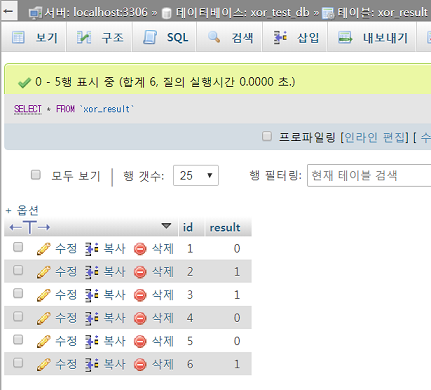 서버: localhost:3306 » 데이터베이스: xor_test_db » 테이블: xor_result
보기 구조 SQL 검색 삽입 내보내기
0 - 5행 표시 중 (합계 6, 질의 실행시간 0.0000 초.)
SELECT * FROM `xor_result`
프로파일링 [인라인 편집] [ 수
모두 보기 | 행 갯수: 25 행 필터링: 현재 테이블 검색
+ 옵션
←T→ id result
수정 복사 삭제 1 0
수정 복사 삭제 2 1
수정 복사 삭제 3 1
수정 복사 삭제 4 0
수정 복사 삭제 5 0
수정 복사 삭제 6 1